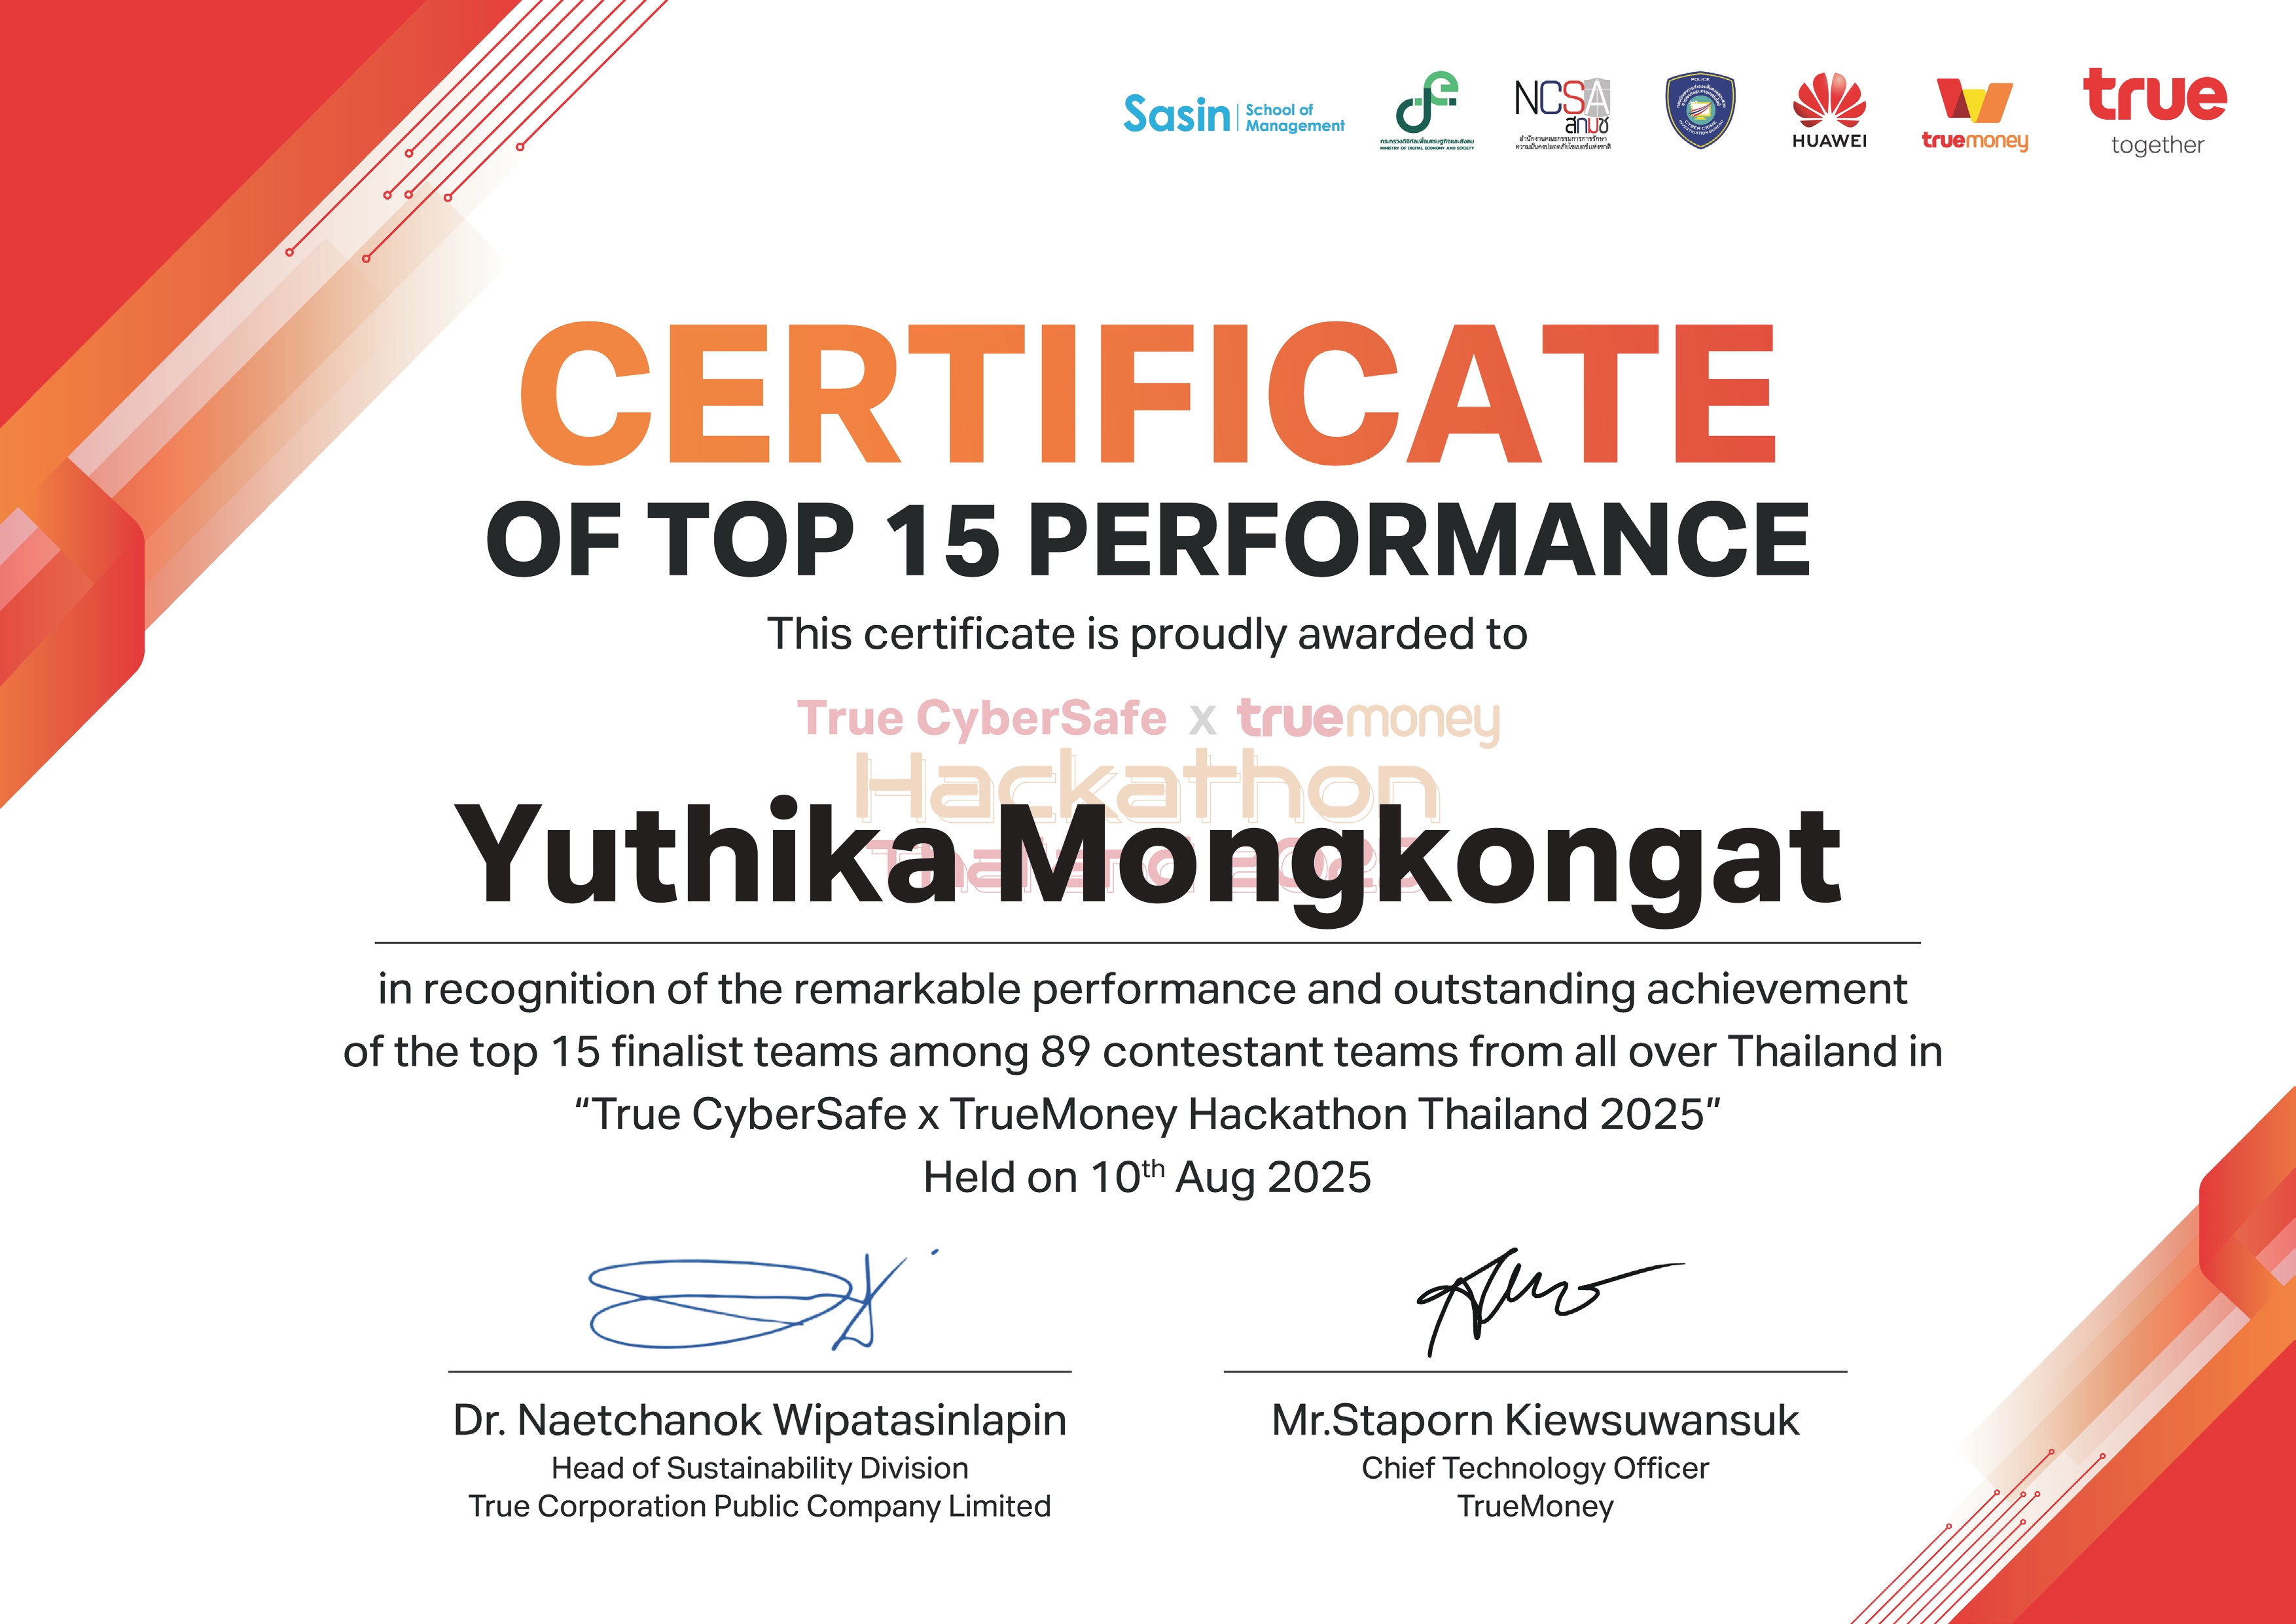 Sasin School of Management
กระทรวงดิจิทัลเพื่อเศรษฐกิจและสังคม
MINISTRY OF DIGITAL ECONOMY AND SOCIETY
NCSA
สกมช
สำนักงานคณะกรรมการการรักษา
ความมั่นคงปลอดภัยไซเบอร์แห่งชาติ
POLICE
CYBER CRIME
INVESTIGATION BUREAU
HUAWEI
truemoney
true
together
CERTIFICATE
OF TOP 15 PERFORMANCE
This certificate is proudly awarded to
True CyberSafe X truemoney
Hackathon
Thailand 2025
Yuthika Mongkongat
in recognition of the remarkable performance and outstanding achievement
of the top 15 finalist teams among 89 contestant teams from all over Thailand in
“True CyberSafe x TrueMoney Hackathon Thailand 2025”
Held on 10th Aug 2025
Dr. Naetchanok Wipatasinlapin
Head of Sustainability Division
True Corporation Public Company Limited
Mr.Staporn Kiewsuwansuk
Chief Technology Officer
TrueMoney